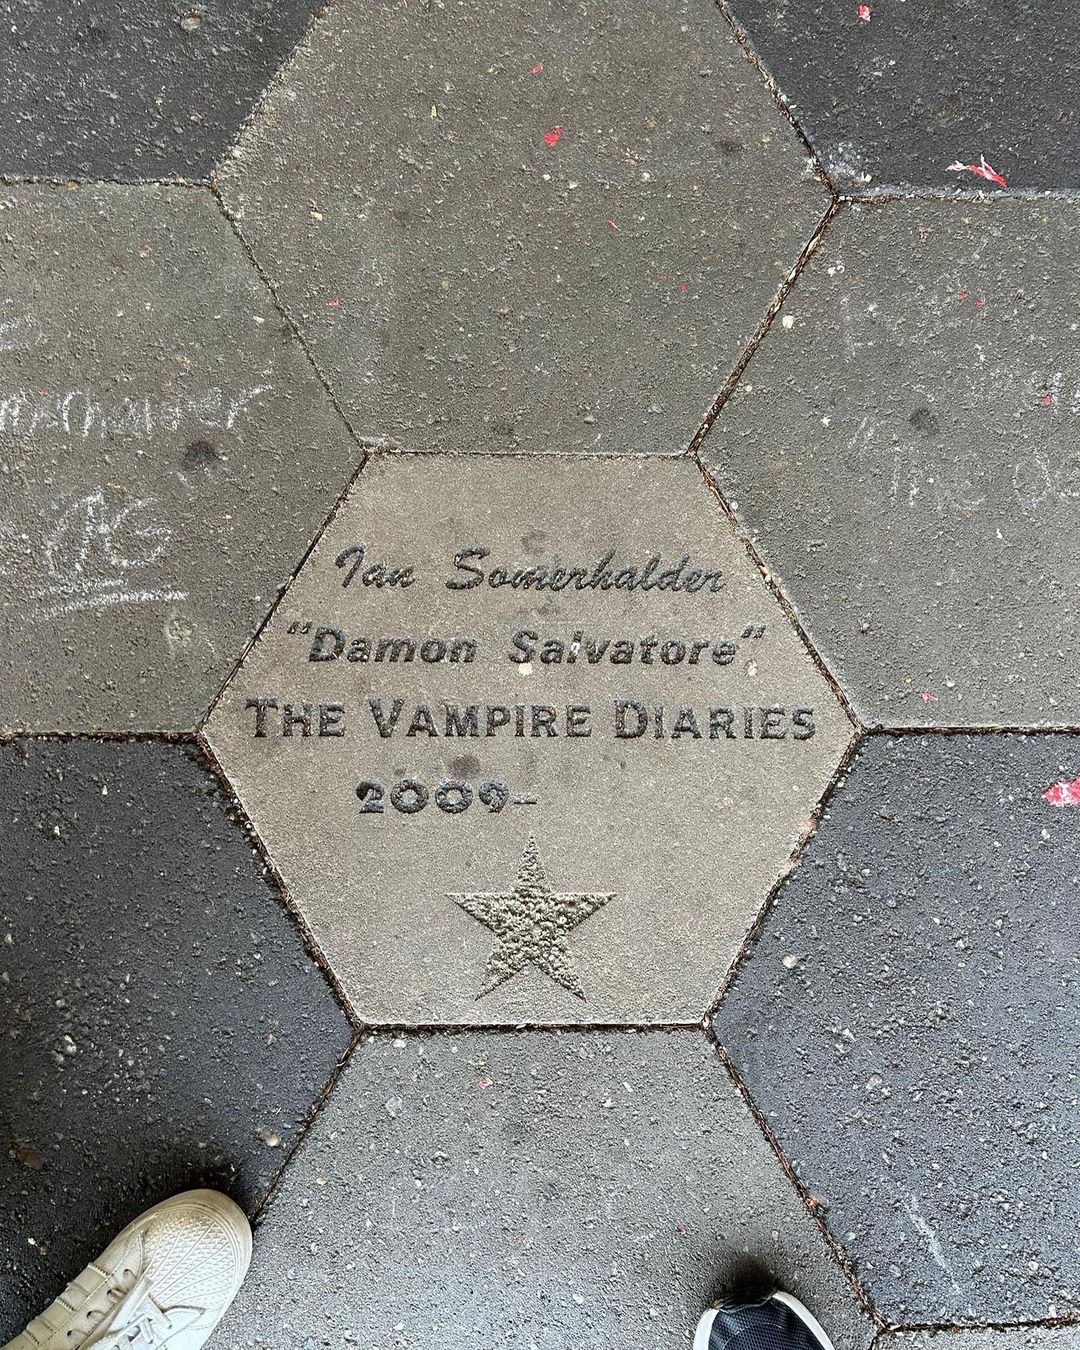 Ian Somerhalder
"Damon Salvatore"
THE VAMPIRE DIARIES
2009–